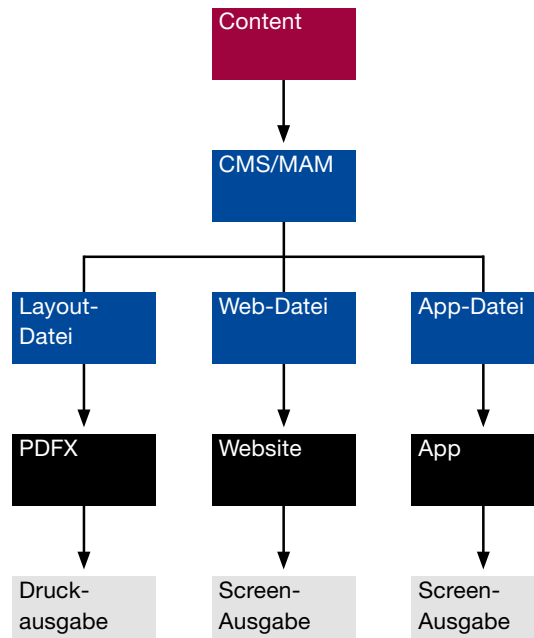 Content
CMS/MAM
Layout-
Datei
Web-Datei
App-Datei
PDFX
Website
App
Druck-
ausgabe
Screen-
Ausgabe
Screen-
Ausgabe